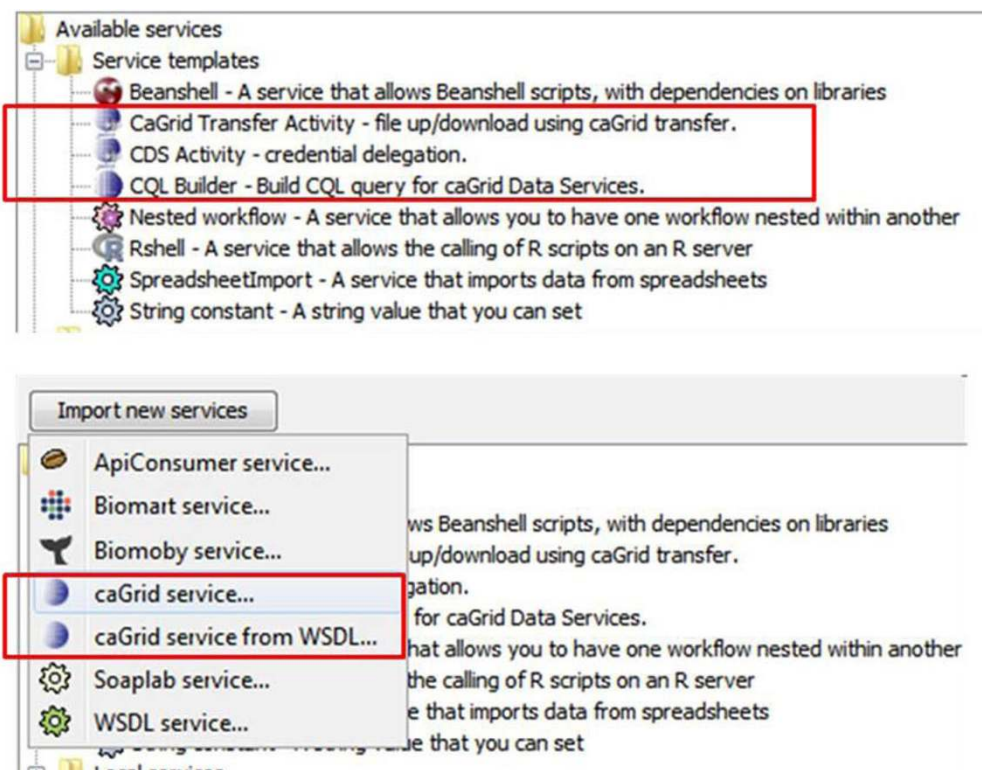 Available services
Service templates
Beanshell - A service that allows Beanshell scripts, with dependencies on libraries
CaGrid Transfer Activity - file up/download using caGrid transfer.
CDS Activity - credential delegation.
CQL Builder - Build CQL query for caGrid Data Services.
Nested workflow - A service that allows you to have one workflow nested within another
Rshell - A service that allows the calling of R scripts on an R server
SpreadsheetImport - A service that imports data from spreadsheets
String constant - A string value that you can set
Import new services
ApiConsumer service...
Biomart service...
ws Beanshell scripts, with dependencies on libraries
Biomoby service...
up/download using caGrid transfer.
caGrid service...
gation.
for caGrid Data Services.
caGrid service from WSDL...
hat allows you to have one workflow nested within another
Soaplab service...
the calling of R scripts on an R server
WSDL service...
e that imports data from spreadsheets
ue that you can set